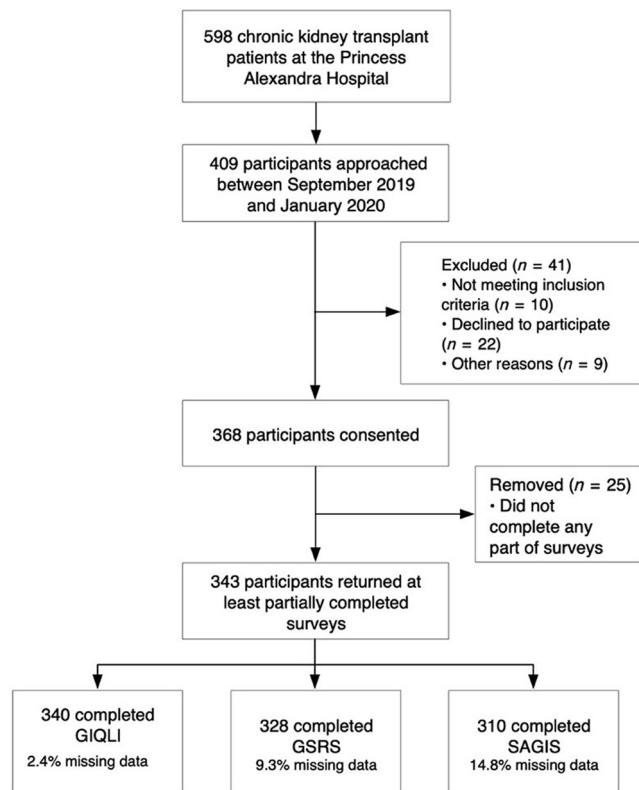 598 chronic kidney transplant
patients at the Princess
Alexandra Hospital
409 participants approached
between September 2019
and January 2020
Excluded (n = 41)
• Not meeting inclusion
criteria (n = 10)
• Declined to participate
(n = 22)
• Other reasons (n = 9)
368 participants consented
Removed (n = 25)
• Did not
complete any
part of surveys
343 participants returned at
least partially completed
surveys
340 completed
GIQLI
2.4% missing data
328 completed
GSRS
9.3% missing data
310 completed
SAGIS
14.8% missing data